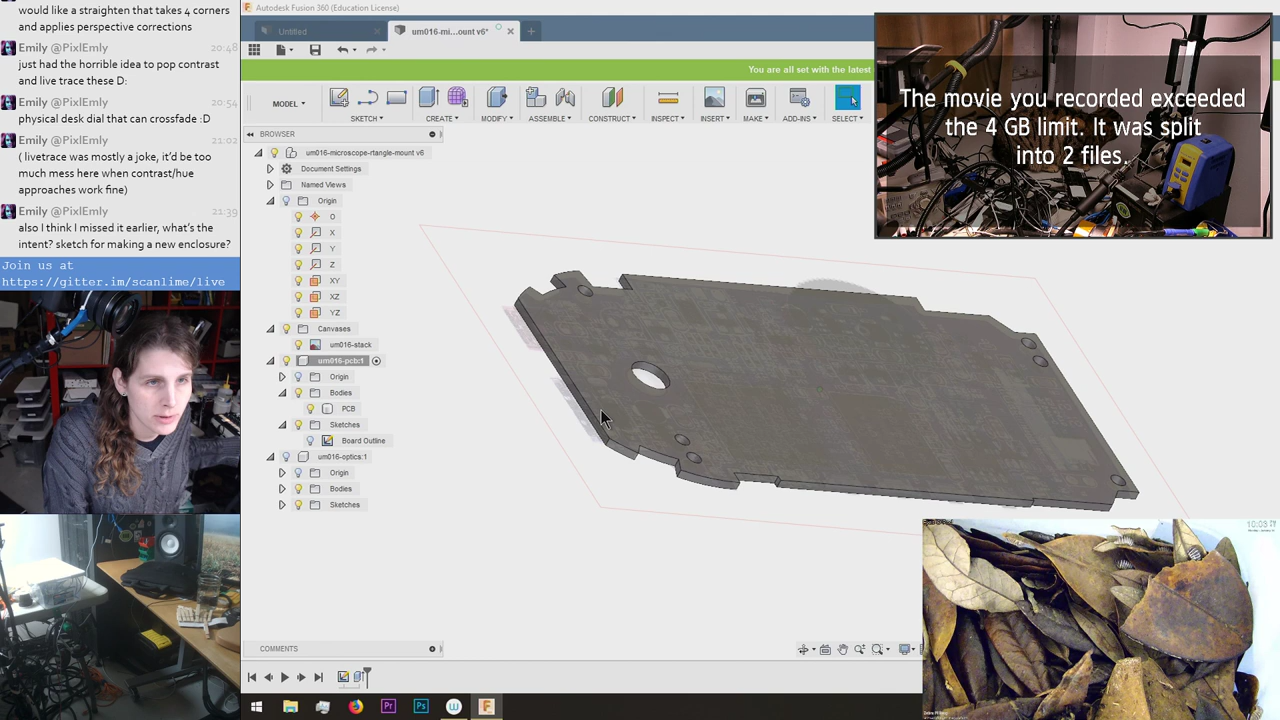 would like a straighten that takes 4 corners
and applies perspective corrections
Emily @PixlEmly 20:48
just had the horrible idea to pop contrast
and live trace line D:
Emily @PixlEmly 20:54
physical desk dial that can crossfade :D
Emily @PixlEmly 21:02
( livetrace was mostly a joke, it'd be too
much mess here when contrast/hue
approaches work fine)
Emily @PixlEmly 21:39
also I think I missed it earlier, what's the
intent? sketch for making a new enclosure?
Join us at
https://gitter.im/scanlime/live
Autodesk Fusion 360 (Education License)
Untitled
um016-mi...ount v6*
You are all set with the latest
MODEL
SKETCH
CREATE
MODIFY
ASSEMBLE
CONSTRUCT
INSPECT
INSERT
MAKE
ADD-INS
SELECT
BROWSER
um016-microscope-rtangle-mount v6
Document Settings
Named Views
Origin
O
X
Y
Z
XY
XZ
YZ
Canvases
um016-stack
um016-pcb:1
Origin
Bodies
PCB
Sketches
Board Outline
um016-optics:1
Origin
Bodies
Sketches
COMMENTS
The movie you recorded exceeded
the 4 GB limit. It was split
into 2 files.